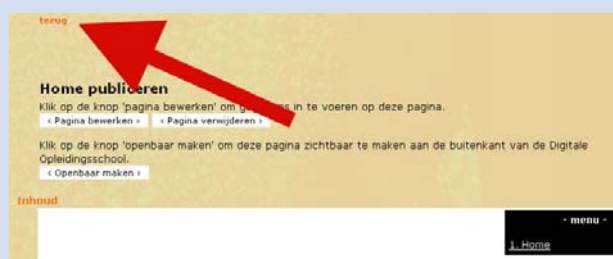 terug
Home publiceren
Klik op de knop 'pagina bewerken' om in te voeren op deze pagina.
‹ Pagina bewerken › ‹ Pagina verwijderen ›
Klik op de knop 'openbaar maken' om deze pagina zichtbaar te maken aan de buitenkant van de Digitale
Opleidingsschool.
‹ Openbaar maken ›
Inhoud
- menu -
1. Home